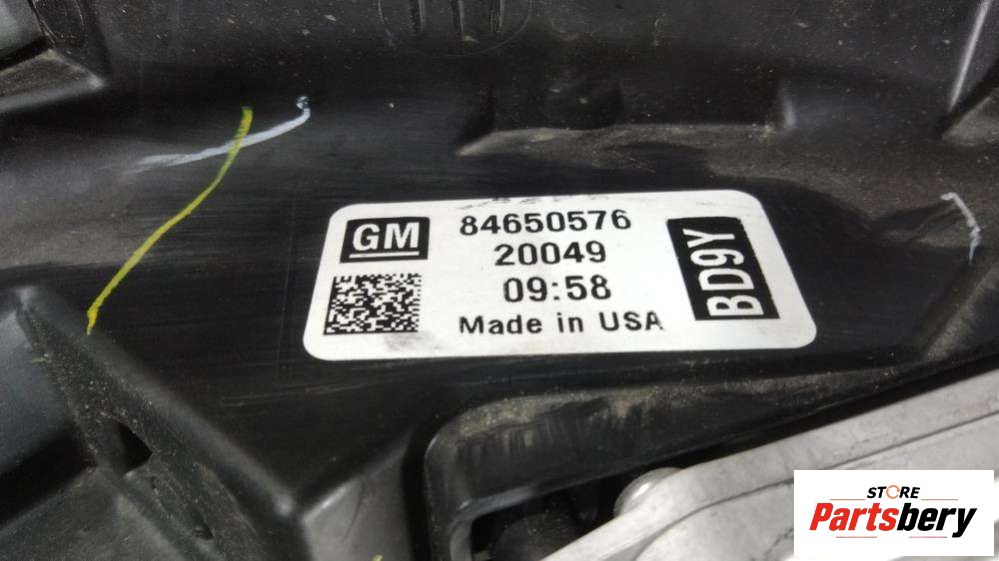 GM
84650576
20049
09:58
Made in USA
BD9Y
STORE
Partsbery